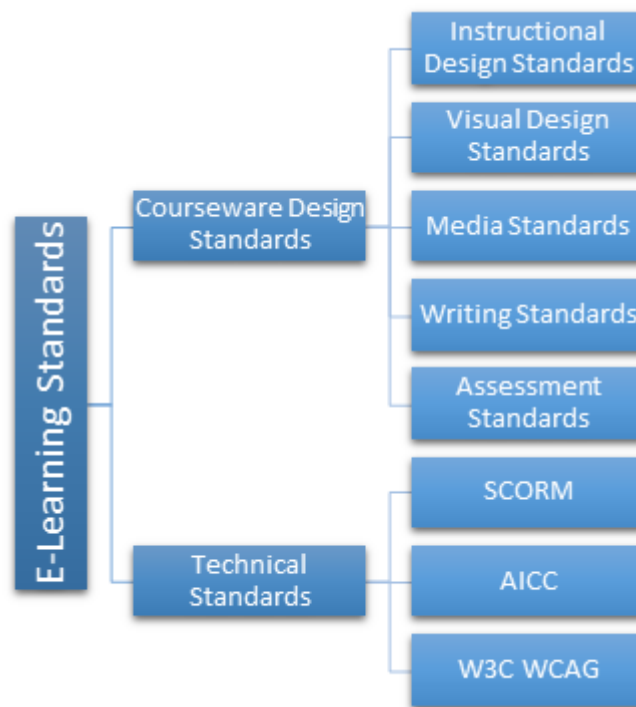 E-Learning Standards
Courseware Design
Standards
Instructional
Design Standards
Visual Design
Standards
Media Standards
Writing Standards
Assessment
Standards
Technical
Standards
SCORM
AICC
W3C WCAG